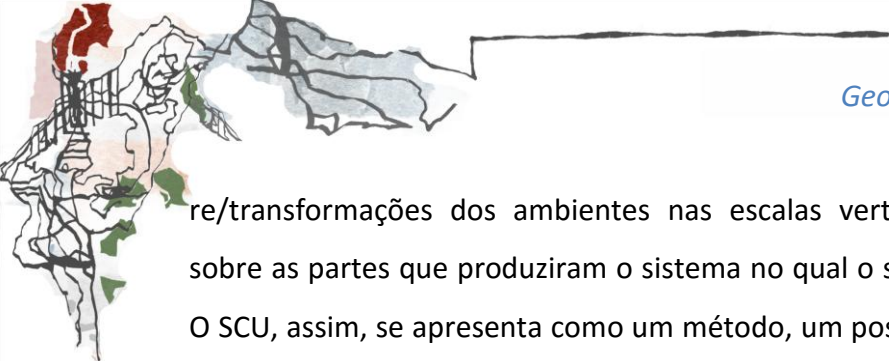 Geo
re/transformações dos ambientes nas escalas vert
sobre as partes que produziram o sistema no qual o s
O SCU, assim, se apresenta como um método, um pos